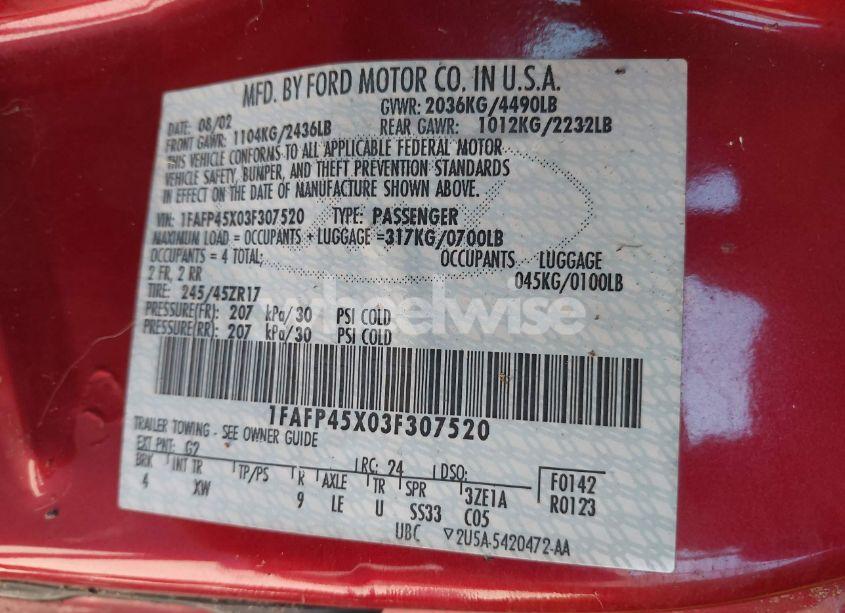 MFD. BY FORD MOTOR CO. IN U.S.A.
DATE: 08/02 GVWR: 2036KG/4490LB
FRONT GAWR: 1104KG/2436LB REAR GAWR: 1012KG/2232LB
THIS VEHICLE CONFORMS TO ALL APPLICABLE FEDERAL MOTOR
VEHICLE SAFETY, BUMPER, AND THEFT PREVENTION STANDARDS
IN EFFECT ON THE DATE OF MANUFACTURE SHOWN ABOVE.
VIN: 1FAFP45X03F307520 TYPE: PASSENGER
MAXIMUM LOAD = OCCUPANTS + LUGGAGE =317KG/0700LB
OCCUPANTS = 4 TOTAL, OCCUPANTS LUGGAGE
2 FR, 2 RR 045KG/0100LB
TIRE: 245/45ZR17
PRESSURE(FR): 207 kPa/30 PSI COLD
PRESSURE(RR): 207 kPa/30 PSI COLD
wheelwise
1FAFP45X03F307520
TRAILER TOWING - SEE OWNER GUIDE
EXT PNT: G2 RC: 24 DSO:
BRK INT TR TP/PS R AXLE TR SPR 3ZE1A F0142
4 XW 9 LE U SS33 C05 R0123
UBC ▽2U5A-5420472-AA